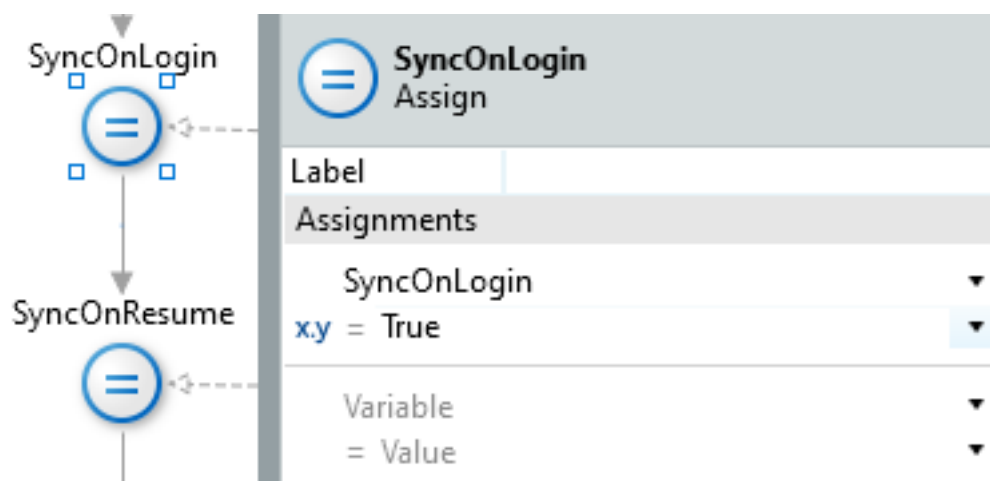 SyncOnLogin
SyncOnResume
SyncOnLogin
Assign
Label
Assignments
SyncOnLogin
x.y = True
Variable
= Value